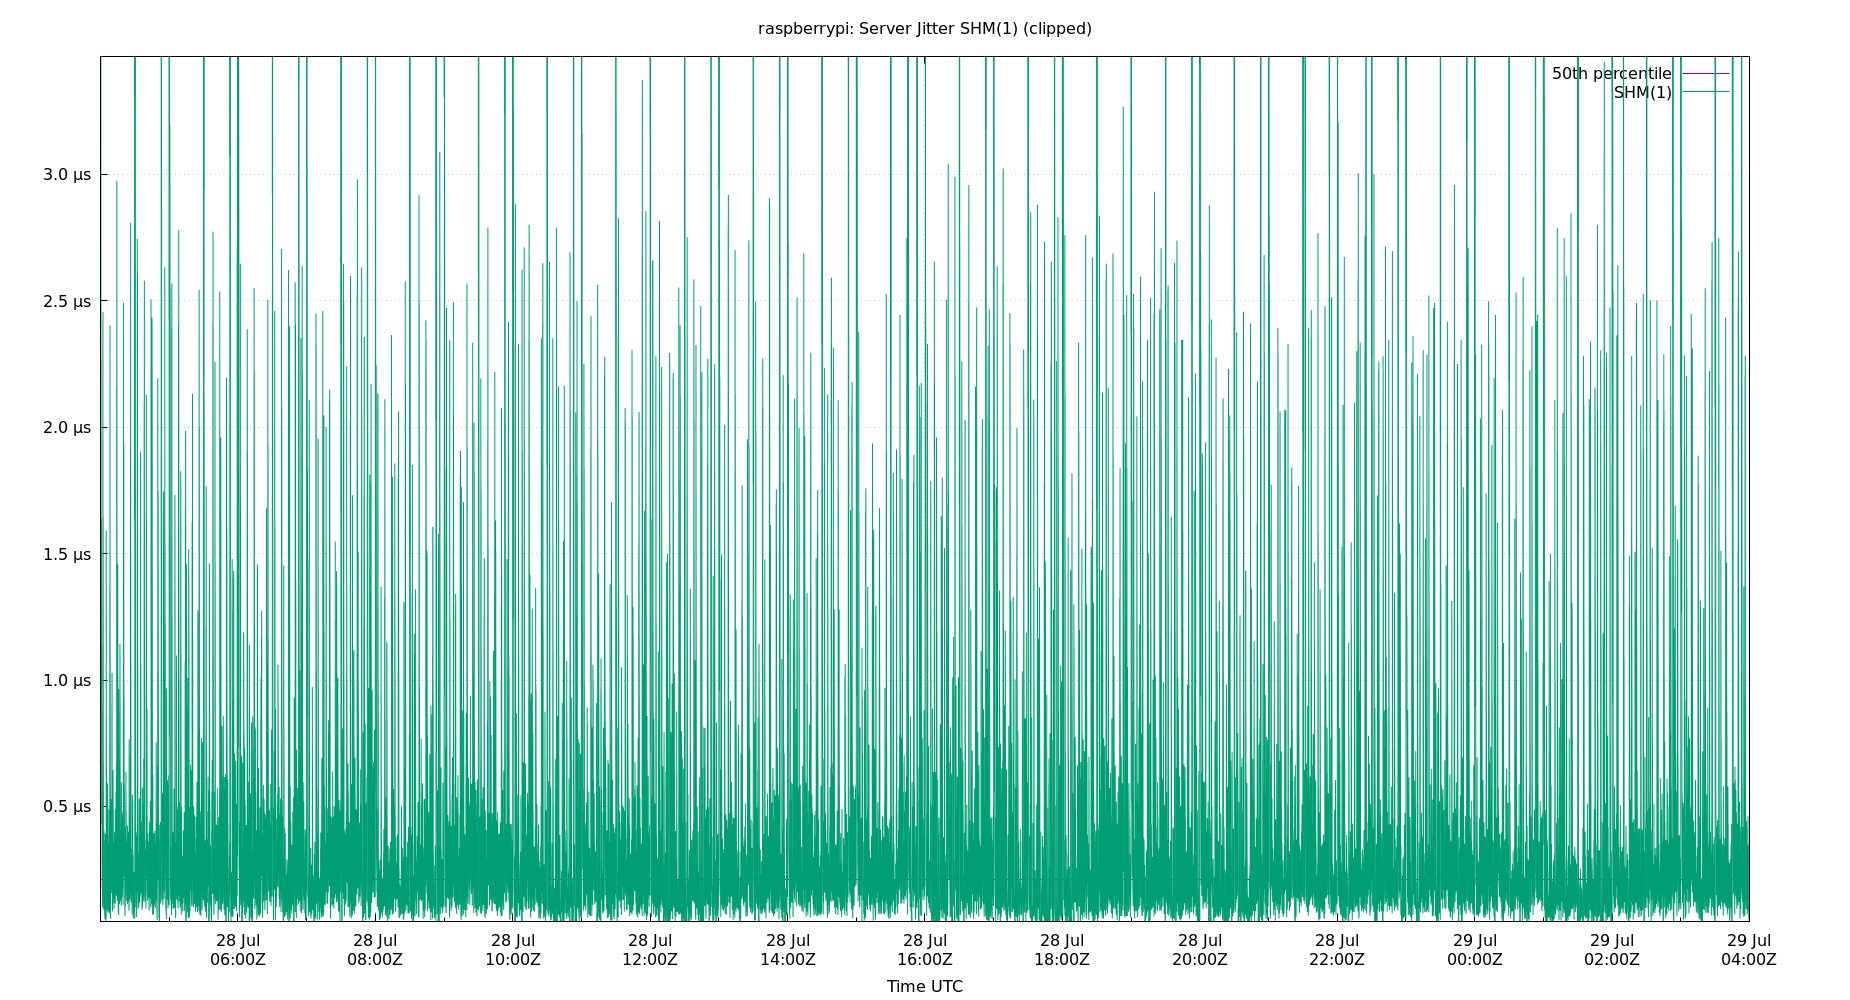 raspberrypi: Server Jitter SHM(1) (clipped)
50th percentile
SHM(1)
3.0 µs
2.5 µs
2.0 µs
1.5 µs
1.0 µs
0.5 µs
28 Jul 28 Jul 28 Jul 28 Jul 28 Jul 28 Jul 28 Jul 28 Jul 28 Jul 29 Jul 29 Jul 29 Jul
06:00Z 08:00Z 10:00Z 12:00Z 14:00Z 16:00Z 18:00Z 20:00Z 22:00Z 00:00Z 02:00Z 04:00Z
Time UTC